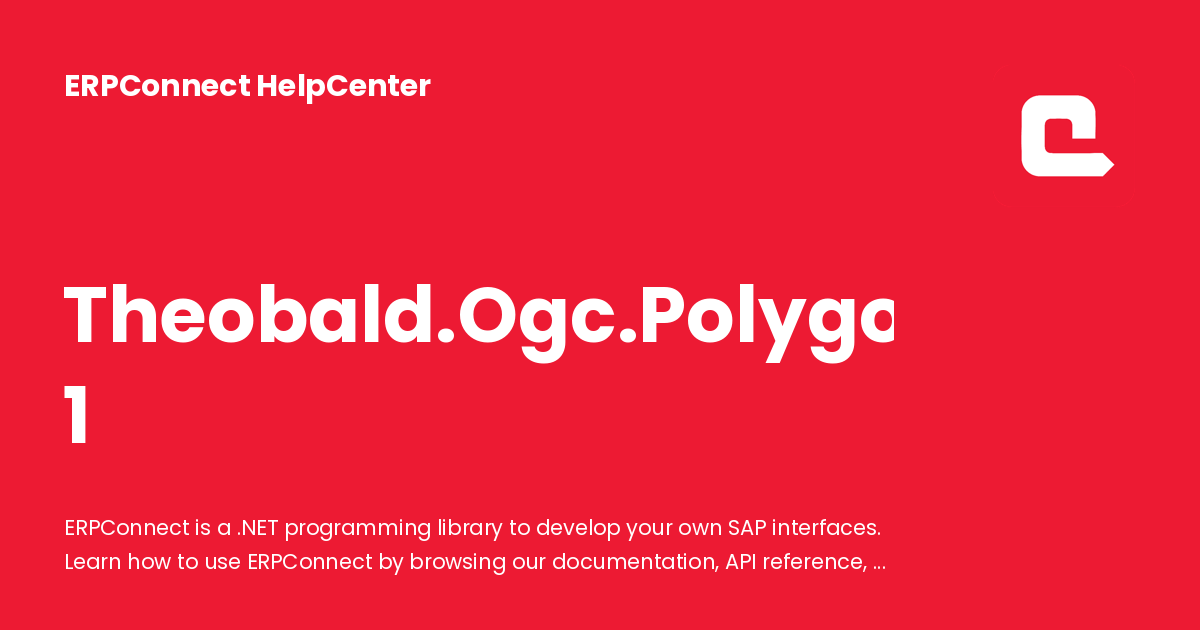 ERPConnect HelpCenter
Theobald.Ogc.Polygo
1
ERPConnect is a .NET programming library to develop your own SAP interfaces.
Learn how to use ERPConnect by browsing our documentation, API reference, ...